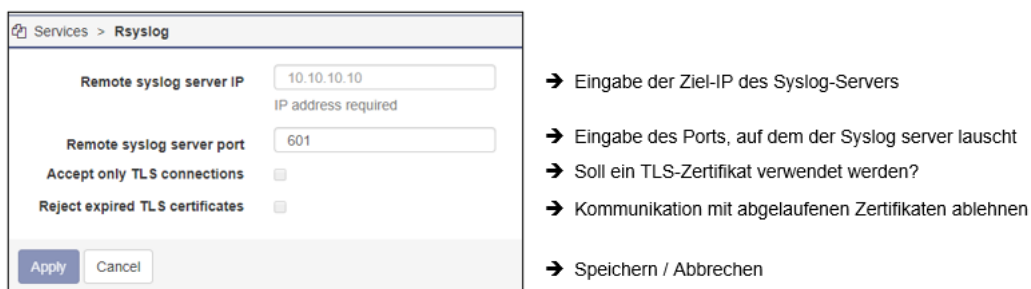 Services > Rsyslog
Remote syslog server IP 10.10.10.10 → Eingabe der Ziel-IP des Syslog-Servers
IP address required
Remote syslog server port 601 → Eingabe des Ports, auf dem der Syslog server lauscht
Accept only TLS connections → Soll ein TLS-Zertifikat verwendet werden?
Reject expired TLS certificates → Kommunikation mit abgelaufenen Zertifikaten ablehnen
Apply Cancel → Speichern / Abbrechen